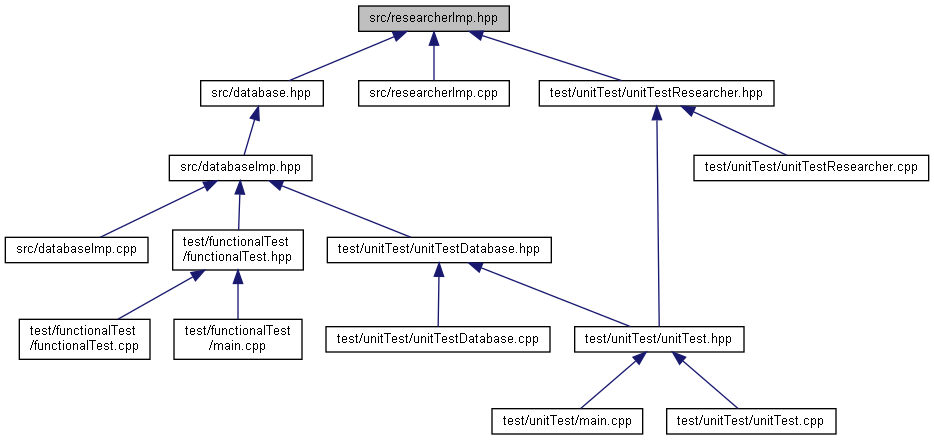 src/researcherImp.hpp
src/database.hpp
src/researcherImp.cpp
test/unitTest/unitTestResearcher.hpp
src/databaseImp.hpp
test/unitTest/unitTestResearcher.cpp
src/databaseImp.cpp
test/functionalTest
/functionalTest.hpp
test/unitTest/unitTestDatabase.hpp
test/functionalTest
/functionalTest.cpp
test/functionalTest
/main.cpp
test/unitTest/unitTestDatabase.cpp
test/unitTest/unitTest.hpp
test/unitTest/main.cpp
test/unitTest/unitTest.cpp